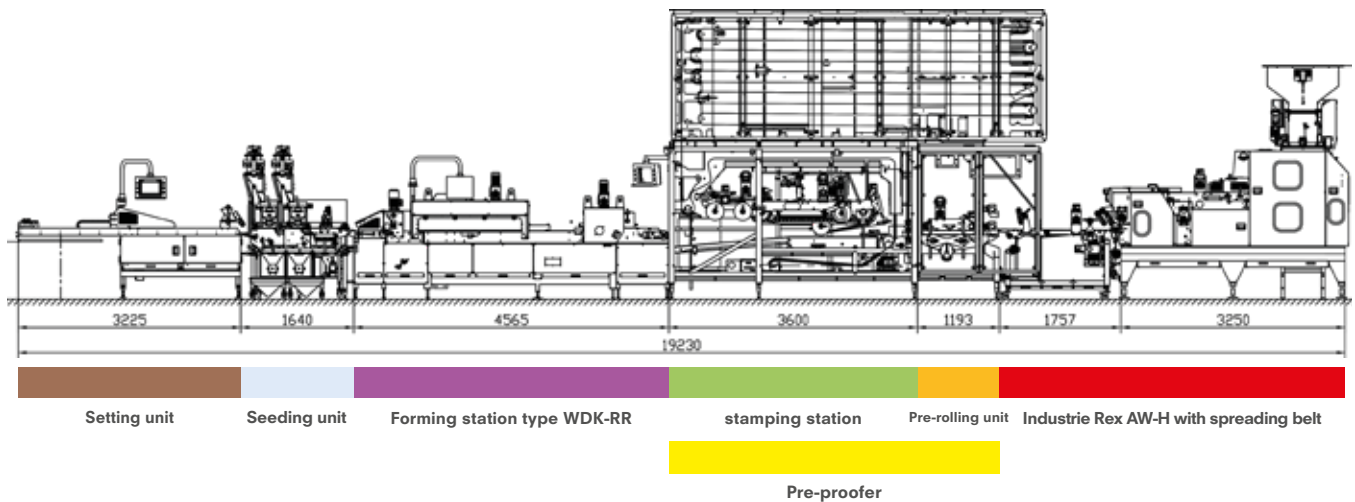 3225 1640 4565 3600 1193 1757 3250
19230
Setting unit Seeding unit Forming station type WDK-RR stamping station Pre-rolling unit Industrie Rex AW-H with spreading belt
Pre-proofer